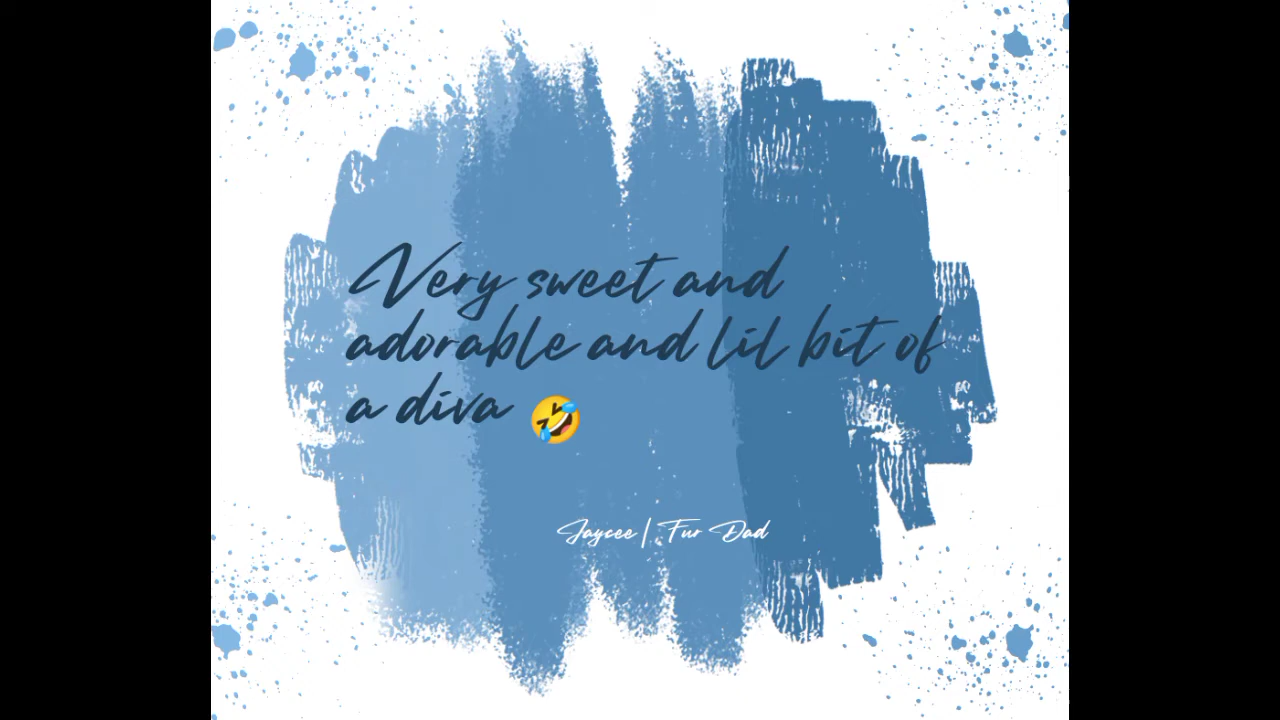 Very sweet and
adorable and lil bit of
a diva 🤣
Jaycee | Fur Dad